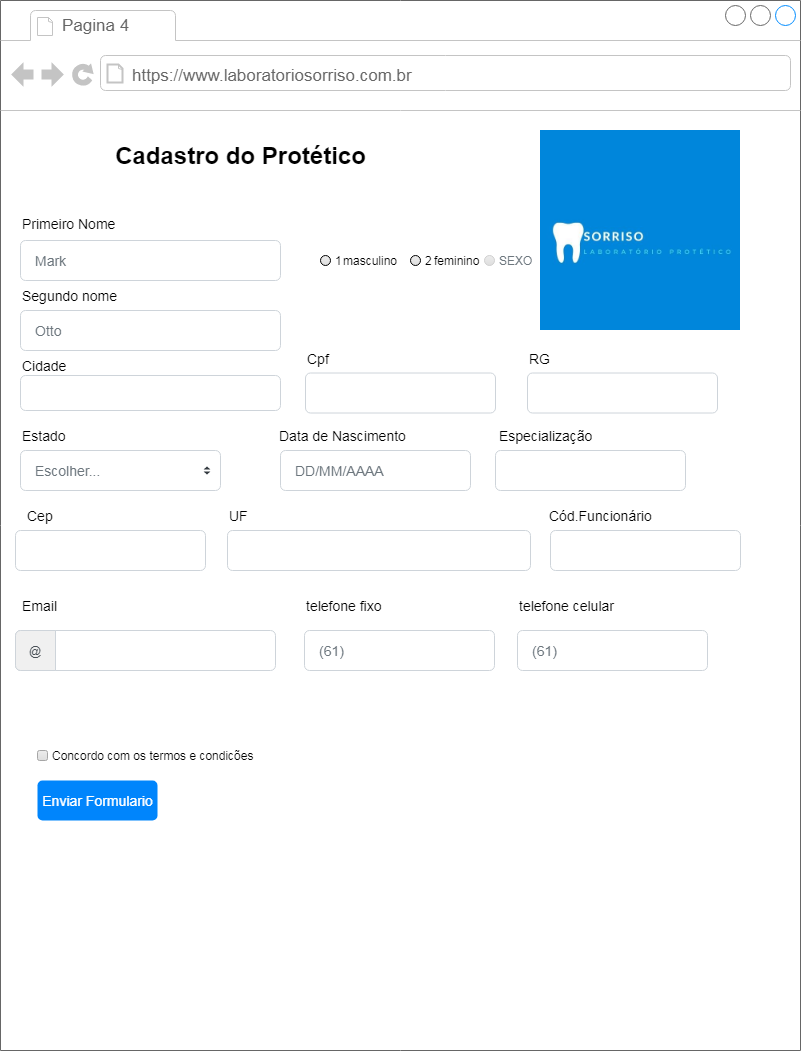 Pagina 4
https://www.laboratoriosorriso.com.br
Cadastro do Protético
SORRISO
LABORATÓRIO PROTÉTICO
Primeiro Nome
Mark
1 masculino 2 feminino SEXO
Segundo nome
Otto
Cidade Cpf RG
Estado Data de Nascimento Especialização
Escolher... DD/MM/AAAA
Cep UF Cód.Funcionário
Email telefone fixo telefone celular
@ (61) (61)
Concordo com os termos e condicões
Enviar Formulario